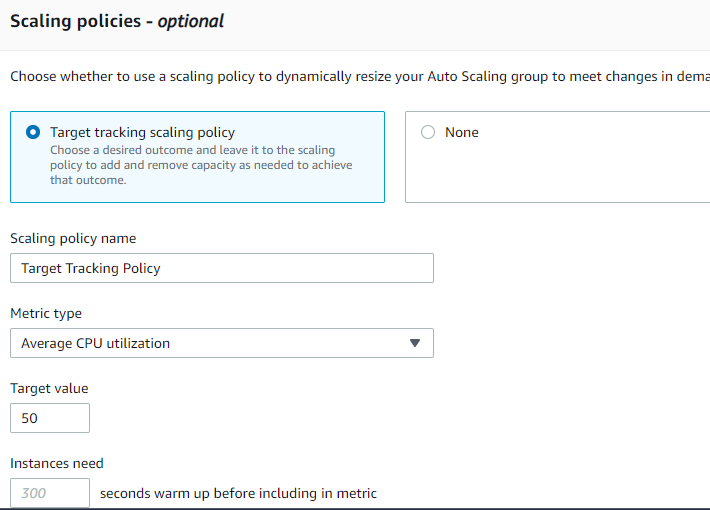 Scaling policies - optional
Choose whether to use a scaling policy to dynamically resize your Auto Scaling group to meet changes in dema
Target tracking scaling policy
Choose a desired outcome and leave it to the scaling
policy to add and remove capacity as needed to achieve
that outcome.
None
Scaling policy name
Target Tracking Policy
Metric type
Average CPU utilization
Target value
50
Instances need
300 seconds warm up before including in metric